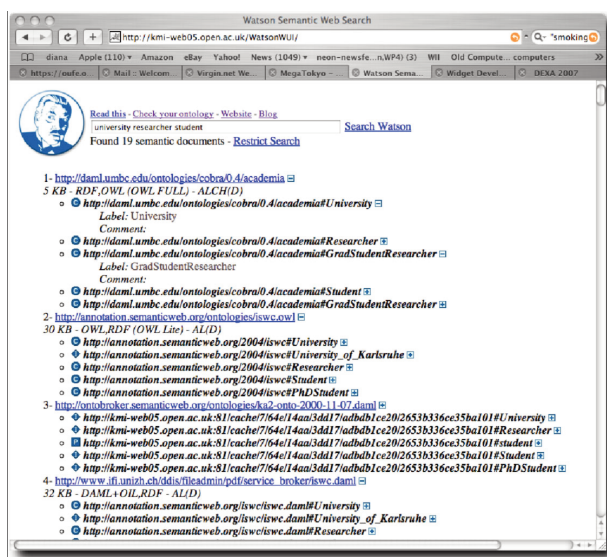 Watson Semantic Web Search
http://kmi-web05.open.ac.uk/WatsonWUI/
Q- "smoking
diana Apple (110) ▾ Amazon eBay Yahoo! News (1049) ▾ neon-newsfe...n,WP4) (3) WII Old Compute... computers »
https://oufe.o... Mail :: Welcom... Virgin.net We... MegaTokyo – ... Watson Sema... Widget Devel... DEXA 2007
Read this - Check your ontology - Website - Blog
university researcher student Search Watson
Found 19 semantic documents - Restrict Search
1- http://daml.umbc.edu/ontologies/cobra/0.4/academia
5 KB - RDF,OWL (OWL FULL) - ALCH(D)
C http://daml.umbc.edu/ontologies/cobra/0.4/academia#University
Label: University
Comment:
C http://daml.umbc.edu/ontologies/cobra/0.4/academia#Researcher
C http://daml.umbc.edu/ontologies/cobra/0.4/academia#GradStudentResearcher
Label: GradStudentResearcher
Comment:
C http://daml.umbc.edu/ontologies/cobra/0.4/academia#Student
C http://daml.umbc.edu/ontologies/cobra/0.4/academia#GradStudentResearcher
2- http://annotation.semanticweb.org/ontologies/iswc.owl
30 KB - OWL,RDF (OWL Lite) - AL(D)
C http://annotation.semanticweb.org/2004/iswc#University
http://annotation.semanticweb.org/2004/iswc#University_of_Karlsruhe
C http://annotation.semanticweb.org/2004/iswc#Researcher
C http://annotation.semanticweb.org/2004/iswc#Student
C http://annotation.semanticweb.org/2004/iswc#PhDStudent
3- http://ontobroker.semanticweb.org/ontologies/ka2-onto-2000-11-07.daml
http://kmi-web05.open.ac.uk:81/cache/7/64e/14aa/3dd17/adbdb1ce20/2653b336ce35ba101#University
http://kmi-web05.open.ac.uk:81/cache/7/64e/14aa/3dd17/adbdb1ce20/2653b336ce35ba101#Researcher
P http://kmi-web05.open.ac.uk:81/cache/7/64e/14aa/3dd17/adbdb1ce20/2653b336ce35ba101#student
http://kmi-web05.open.ac.uk:81/cache/7/64e/14aa/3dd17/adbdb1ce20/2653b336ce35ba101#Student
http://kmi-web05.open.ac.uk:81/cache/7/64e/14aa/3dd17/adbdb1ce20/2653b336ce35ba101#PhDStudent
4- http://www.ifi.unizh.ch/ddis/fileadmin/pdf/service_broker/iswc.daml
32 KB - DAML+OIL,RDF - AL(D)
C http://annotation.semanticweb.org/iswc/iswc.daml#University
http://annotation.semanticweb.org/iswc/iswc.daml#University_of_Karlsruhe
C http://annotation.semanticweb.org/iswc/iswc.daml#Researcher